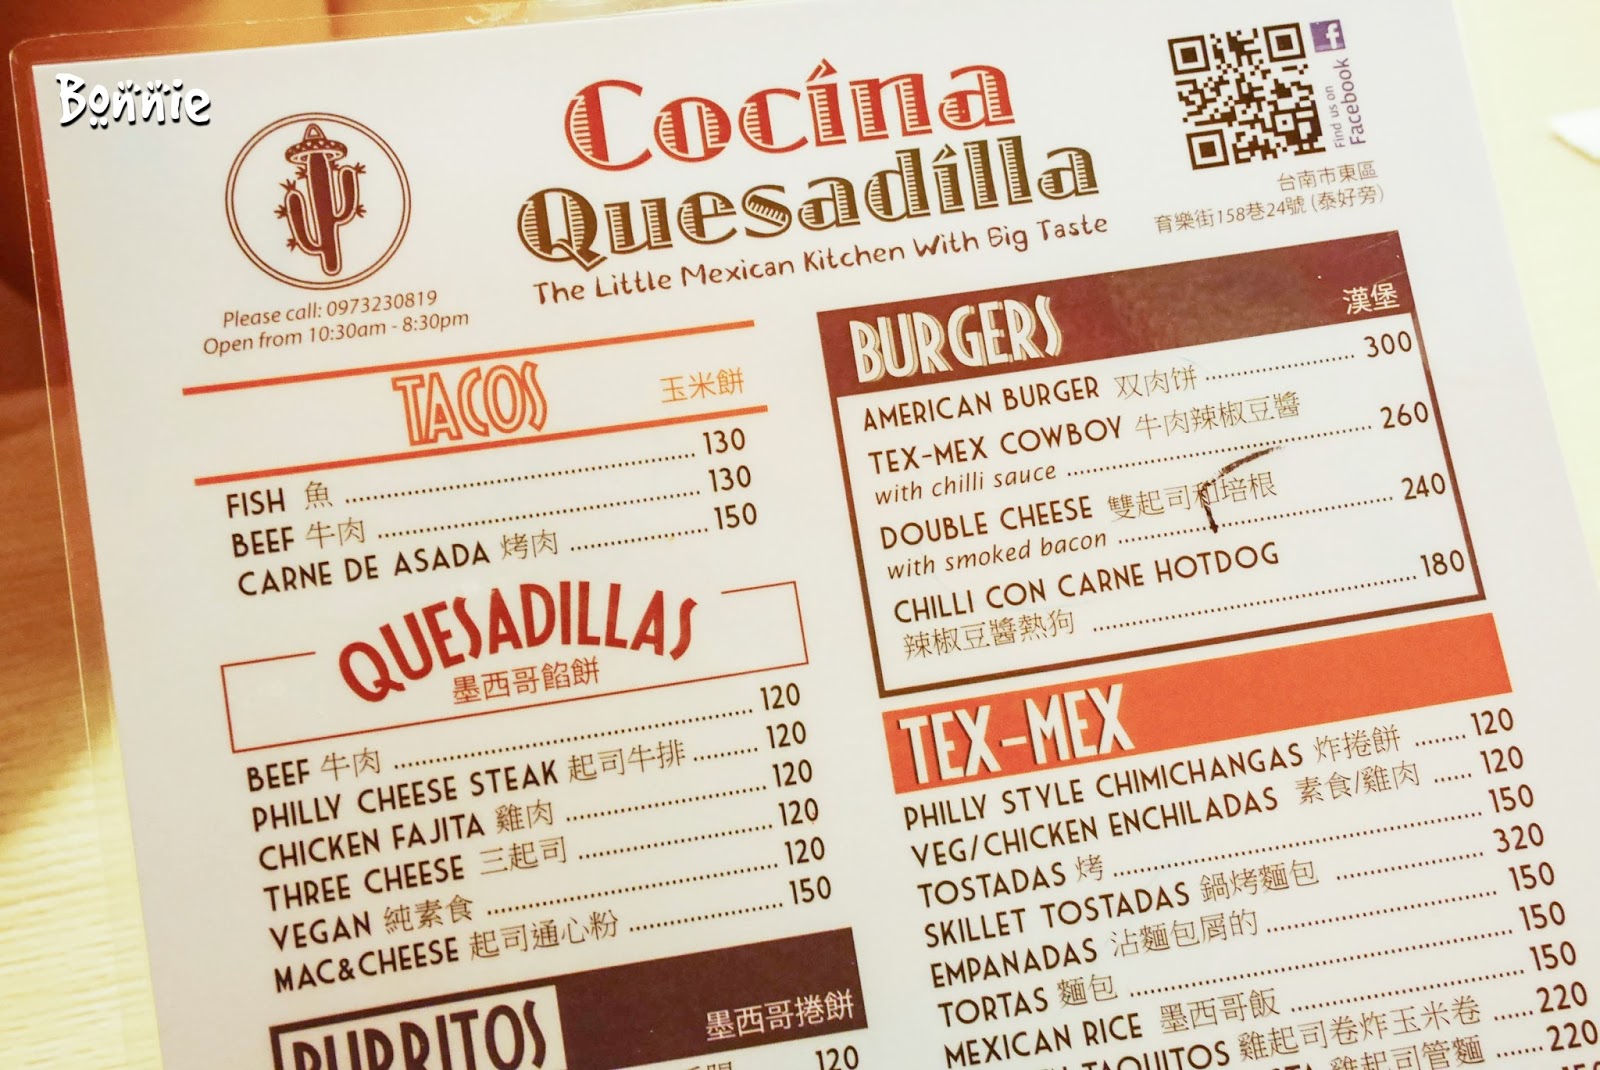 Bonnie
Cocína
Quesadílla
The Little Mexican Kitchen With Big Taste
Please call: 0973230819
Open from 10:30am - 8:30pm
f
Find us on
Facebook
台南市東區
育樂街158巷24號 (泰好旁)
TACOS 玉米餅
FISH 魚 130
BEEF 牛肉 130
CARNE DE ASADA 烤肉 150
QUESADILLAS
墨西哥餡餅
BEEF 牛肉 120
PHILLY CHEESE STEAK 起司牛排 120
CHICKEN FAJITA 雞肉 120
THREE CHEESE 三起司 120
VEGAN 純素食 120
MAC&CHEESE 起司通心粉 150
BURRITOS 墨西哥捲餅
120
BURGERS 漢堡
AMERICAN BURGER 双肉饼 300
TEX-MEX COWBOY 牛肉辣椒豆醬
with chilli sauce 260
DOUBLE CHEESE 雙起司和培根
with smoked bacon 240
CHILLI CON CARNE HOTDOG
辣椒豆醬熱狗 180
TEX-MEX
PHILLY STYLE CHIMICHANGAS 炸捲餅 120
VEG/CHICKEN ENCHILADAS 素食/雞肉 120
TOSTADAS 烤 150
SKILLET TOSTADAS 鍋烤麵包 320
EMPANADAS 沾麵包屑的 150
TORTAS 麵包 150
MEXICAN RICE 墨西哥飯 150
TAQUITOS 雞起司卷炸玉米卷 220
雞起司管麵 220